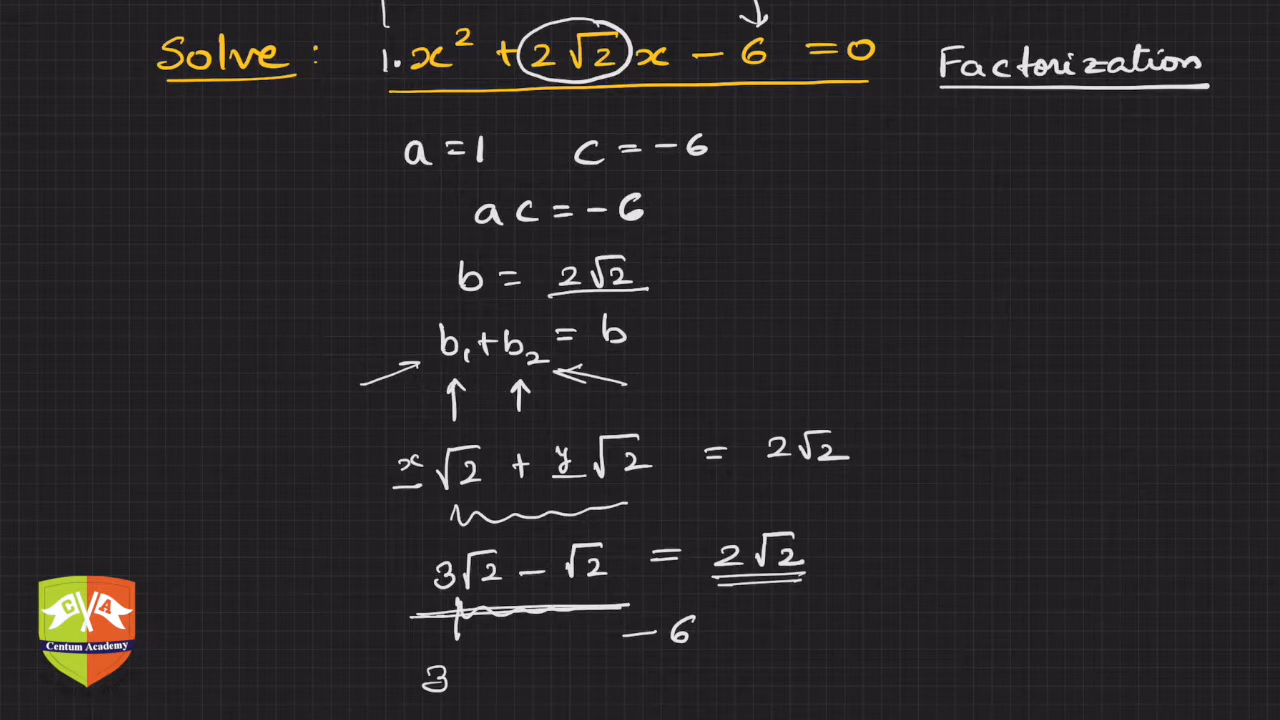 Solve : 1.x² + 2√2 x - 6 = 0
Factorization
a = 1 c = -6
ac = -6
b = 2√2
b₁ + b₂ = b
x√2 + y√2 = 2√2
3√2 - √2 = 2√2
-6
3
C A
Centum Academy